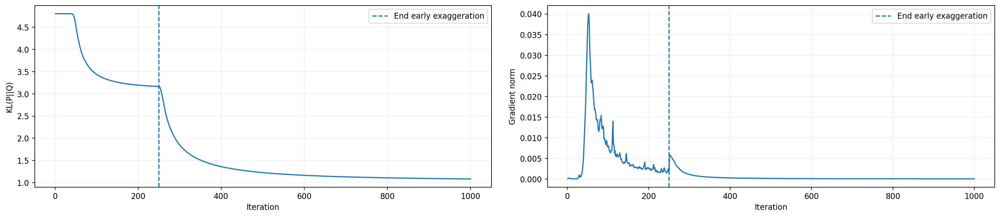 End early exaggeration
4.5
4.0
3.5
3.0
2.5
2.0
1.5
1.0
KL(P||Q)
0 200 400 600 800 1000
Iteration
End early exaggeration
0.040
0.035
0.030
0.025
0.020
0.015
0.010
0.005
0.000
Gradient norm
0 200 400 600 800 1000
Iteration